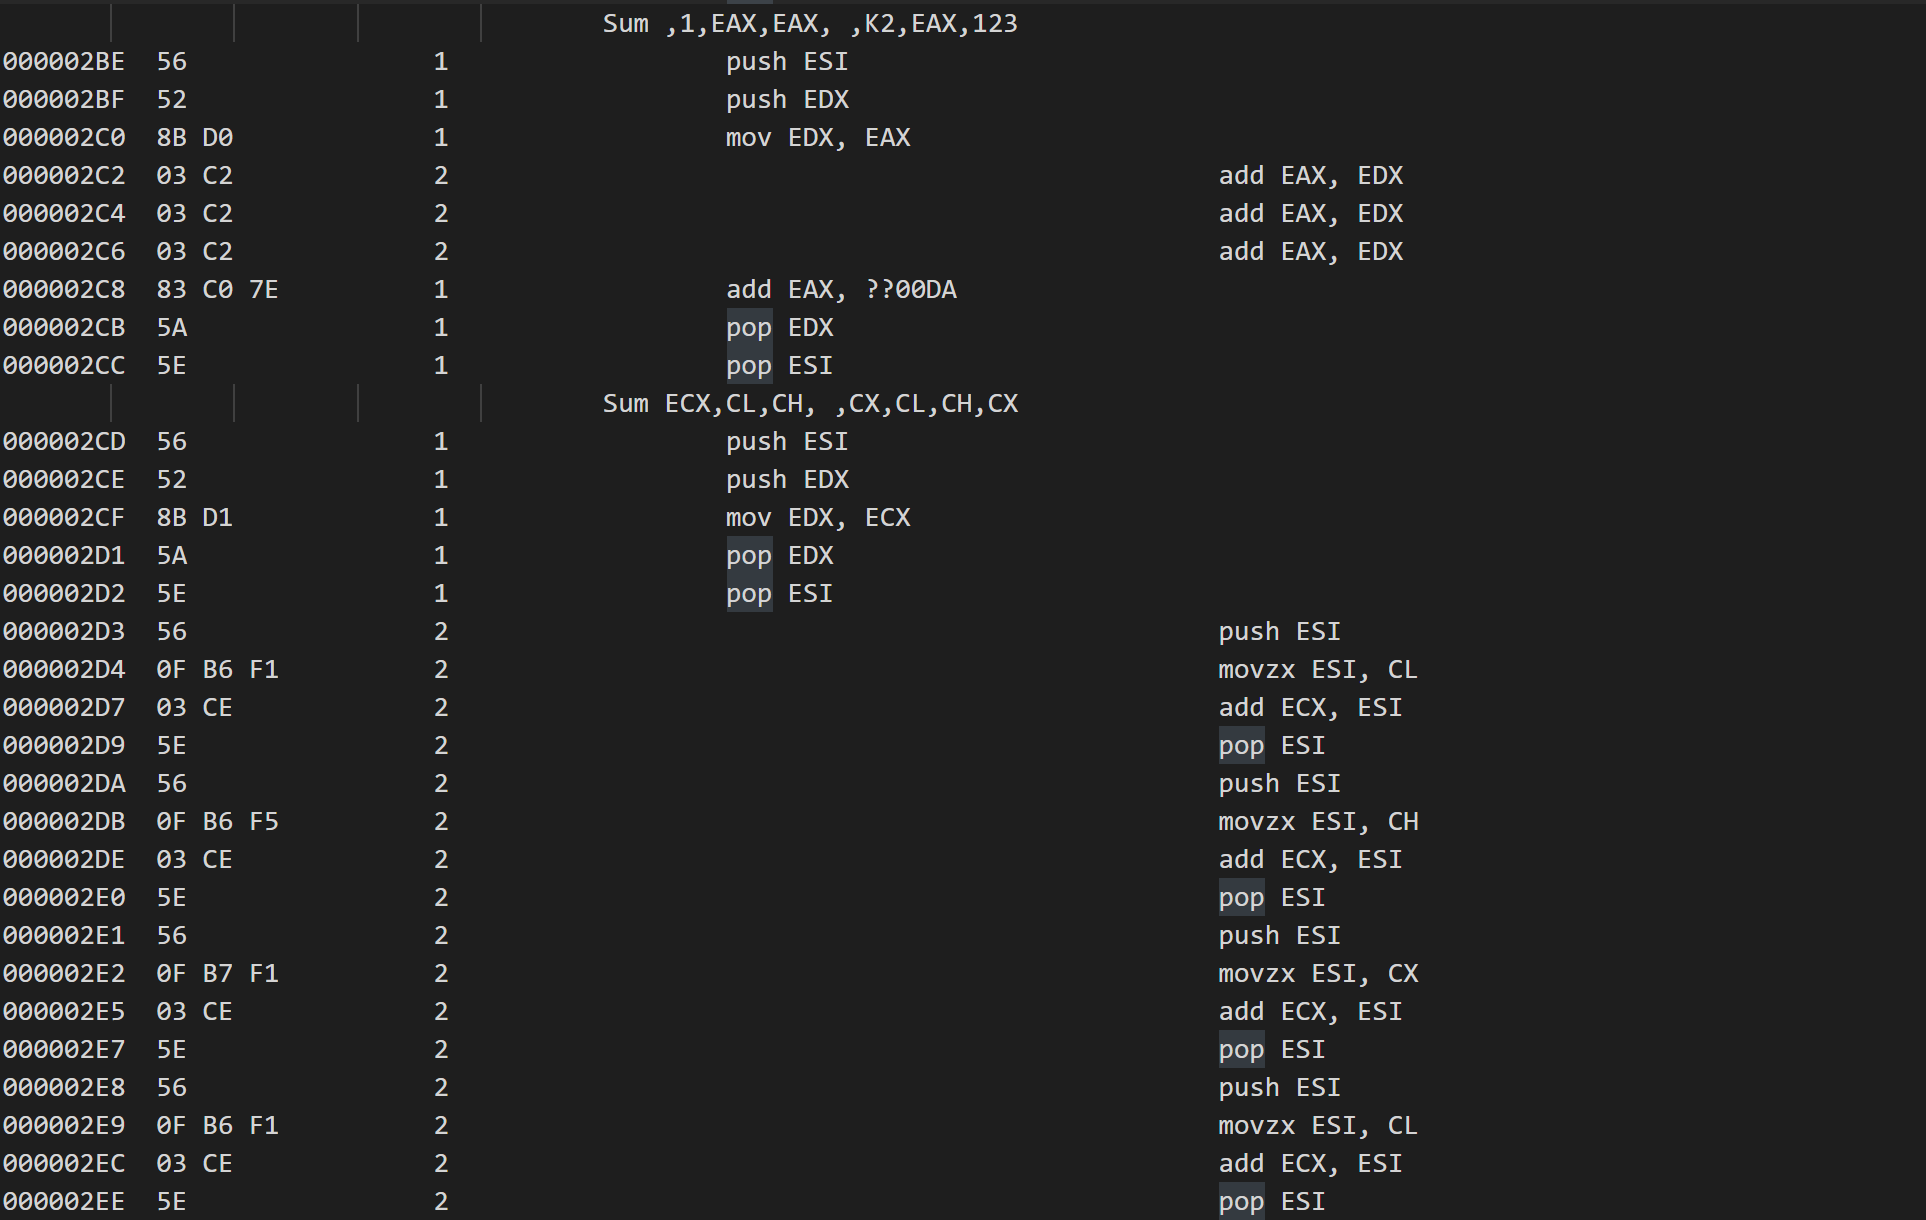 Sum ,1,EAX,EAX, ,K2,EAX,123
000002BE 56 1 push ESI
000002BF 52 1 push EDX
000002C0 8B D0 1 mov EDX, EAX
000002C2 03 C2 2 add EAX, EDX
000002C4 03 C2 2 add EAX, EDX
000002C6 03 C2 2 add EAX, EDX
000002C8 83 C0 7E 1 add EAX, ??00DA
000002CB 5A 1 pop EDX
000002CC 5E 1 pop ESI
Sum ECX,CL,CH, ,CX,CL,CH,CX
000002CD 56 1 push ESI
000002CE 52 1 push EDX
000002CF 8B D1 1 mov EDX, ECX
000002D1 5A 1 pop EDX
000002D2 5E 1 pop ESI
000002D3 56 2 push ESI
000002D4 0F B6 F1 2 movzx ESI, CL
000002D7 03 CE 2 add ECX, ESI
000002D9 5E 2 pop ESI
000002DA 56 2 push ESI
000002DB 0F B6 F5 2 movzx ESI, CH
000002DE 03 CE 2 add ECX, ESI
000002E0 5E 2 pop ESI
000002E1 56 2 push ESI
000002E2 0F B7 F1 2 movzx ESI, CX
000002E5 03 CE 2 add ECX, ESI
000002E7 5E 2 pop ESI
000002E8 56 2 push ESI
000002E9 0F B6 F1 2 movzx ESI, CL
000002EC 03 CE 2 add ECX, ESI
000002EE 5E 2 pop ESI